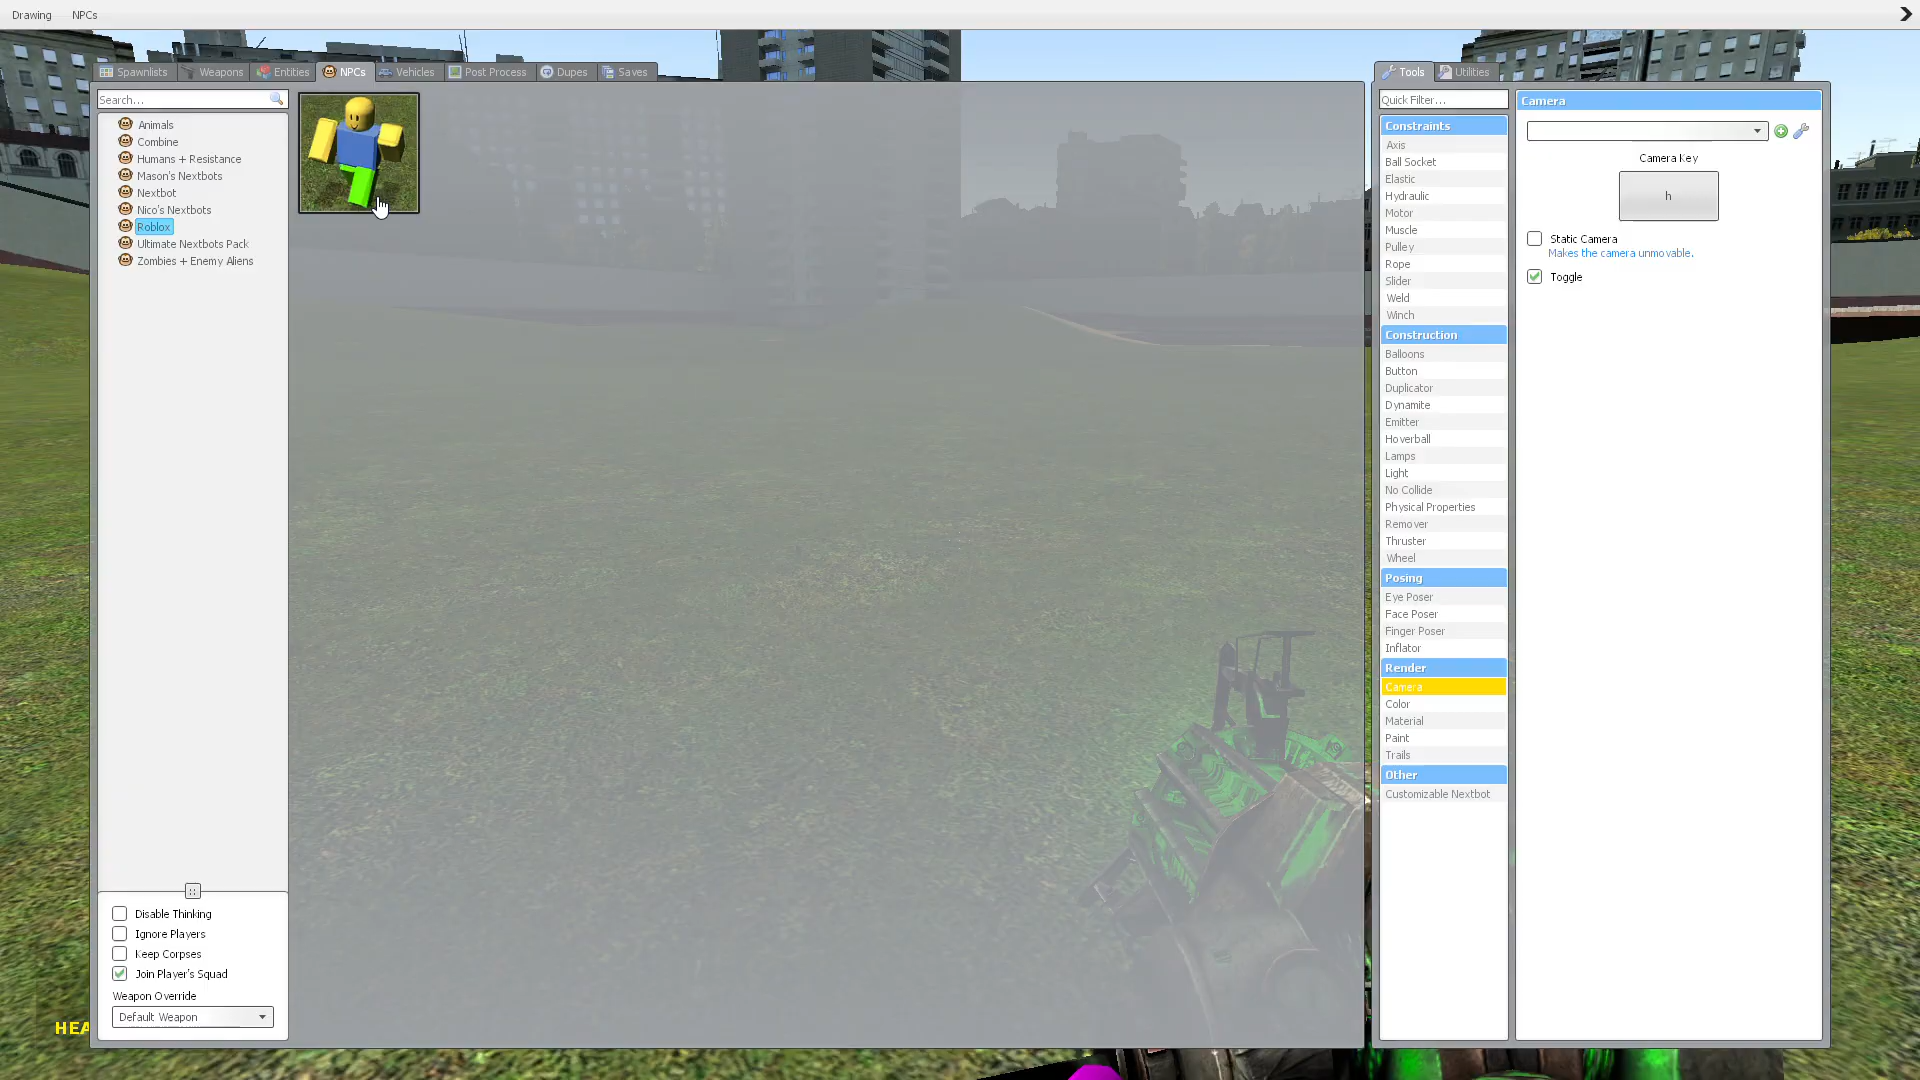 Drawing NPCs
Spawnlists Weapons Entities NPCs Vehicles Post Process Dupes Saves
Search...
Animals
Combine
Humans + Resistance
Mason's Nextbots
Nextbot
Nico's Nextbots
Roblox
Ultimate Nextbots Pack
Zombies + Enemy Aliens
Disable Thinking
Ignore Players
Keep Corpses
Join Player's Squad
Weapon Override
Default Weapon
HEA
Tools Utilities
Quick Filter...
Constraints
Axis
Ball Socket
Elastic
Hydraulic
Motor
Muscle
Pulley
Rope
Slider
Weld
Winch
Construction
Balloons
Button
Duplicator
Dynamite
Emitter
Hoverball
Lamps
Light
No Collide
Physical Properties
Remover
Thruster
Wheel
Posing
Eye Poser
Face Poser
Finger Poser
Inflator
Render
Camera
Color
Material
Paint
Trails
Other
Customizable Nextbot
Camera
Camera Key
h
Static Camera
Makes the camera unmovable.
Toggle